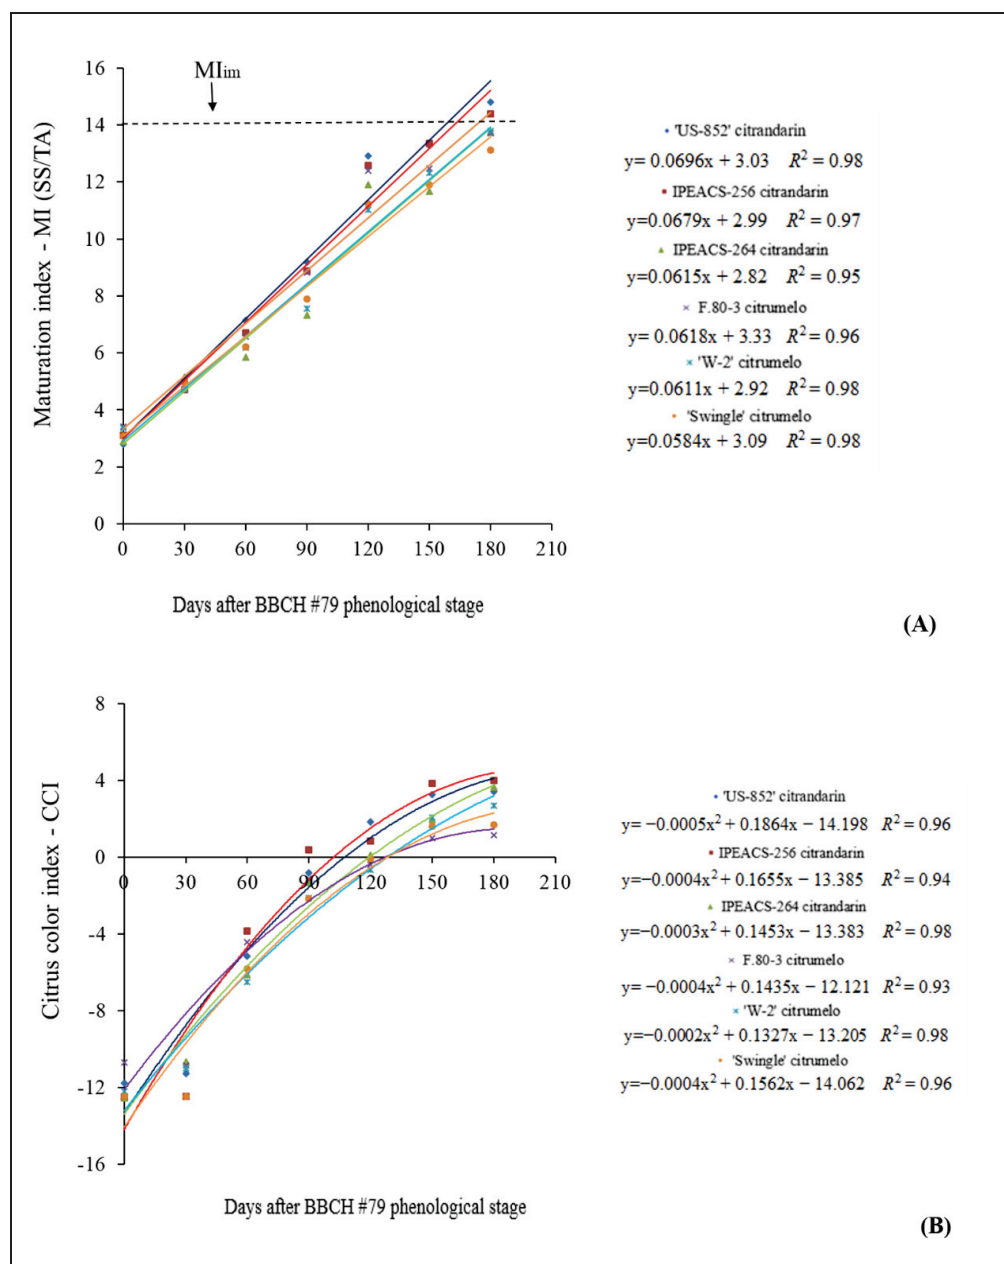 16
14
12
10
8
6
4
2
0
0 30 60 90 120 150 180 210
MIim
Maturation index - MI (SS/TA)
Days after BBCH #79 phenological stage
'US-852' citrandarin
y= 0.0696x + 3.03 R² = 0.98
IPEACS-256 citrandarin
y=0.0679x + 2.99 R² = 0.97
IPEACS-264 citrandarin
y=0.0615x + 2.82 R² = 0.95
F.80-3 citrumelo
y= 0.0618x + 3.33 R² = 0.96
'W-2' citrumelo
y=0.0611x + 2.92 R² = 0.98
'Swingle' citrumelo
y=0.0584x + 3.09 R² = 0.98
(A)
8
4
0
-4
-8
-12
-16
0 30 60 90 120 150 180 210
Citrus color index - CCI
Days after BBCH #79 phenological stage
'US-852' citrandarin
y= −0.0005x² + 0.1864x − 14.198 R² = 0.96
IPEACS-256 citrandarin
y=−0.0004x² + 0.1655x − 13.385 R² = 0.94
IPEACS-264 citrandarin
y=−0.0003x² + 0.1453x − 13.383 R² = 0.98
F.80-3 citrumelo
y= −0.0004x² + 0.1435x − 12.121 R² = 0.93
'W-2' citrumelo
y=−0.0002x² + 0.1327x − 13.205 R² = 0.98
'Swingle' citrumelo
y=−0.0004x² + 0.1562x − 14.062 R² = 0.96
(B)